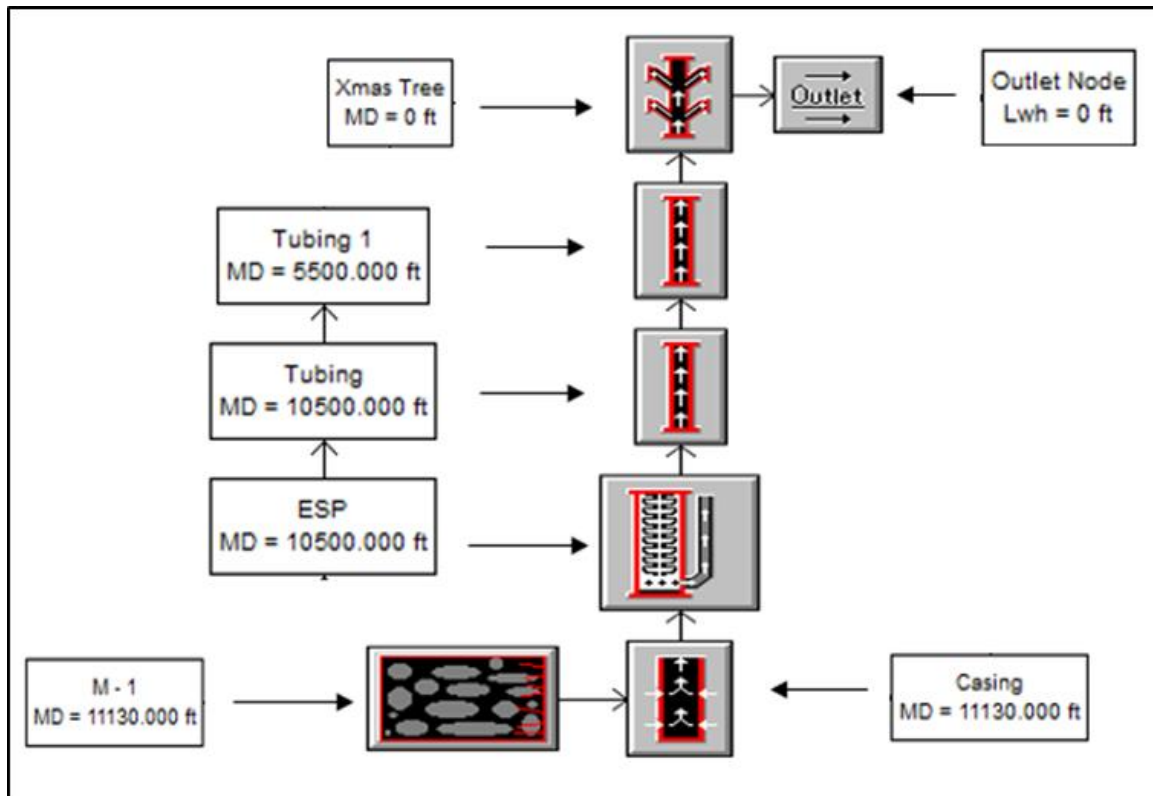 Xmas Tree
MD = 0 ft
Outlet
Outlet Node
Lwh = 0 ft
Tubing 1
MD = 5500.000 ft
Tubing
MD = 10500.000 ft
ESP
MD = 10500.000 ft
M - 1
MD = 11130.000 ft
Casing
MD = 11130.000 ft